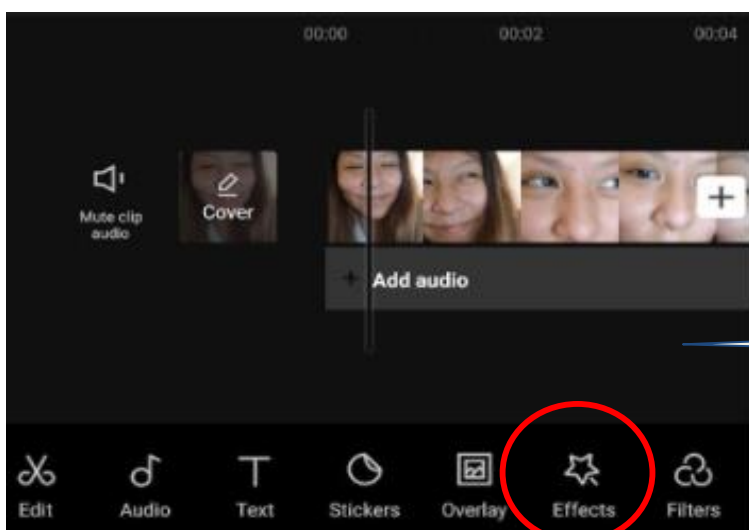 00:00 00:02 00:04
Mute clip
audio
Cover
Add audio
Edit Audio Text Stickers Overlay Effects Filters